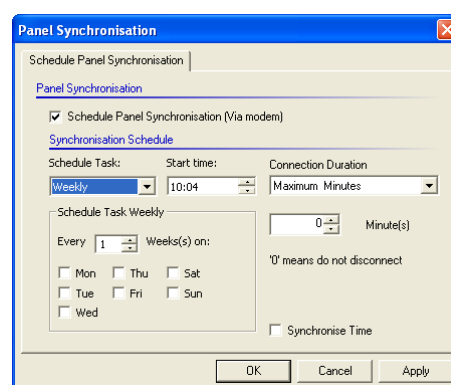 Panel Synchronisation
Schedule Panel Synchronisation
Panel Synchronisation
Schedule Panel Synchronisation (Via modem)
Synchronisation Schedule
Schedule Task: Start time: Connection Duration
Weekly 10:04 Maximum Minutes
Schedule Task Weekly
0 Minute(s)
Every 1 Weeks(s) on:
'0' means do not disconnect
Mon Thu Sat
Tue Fri Sun
Wed
Synchronise Time
OK Cancel Apply